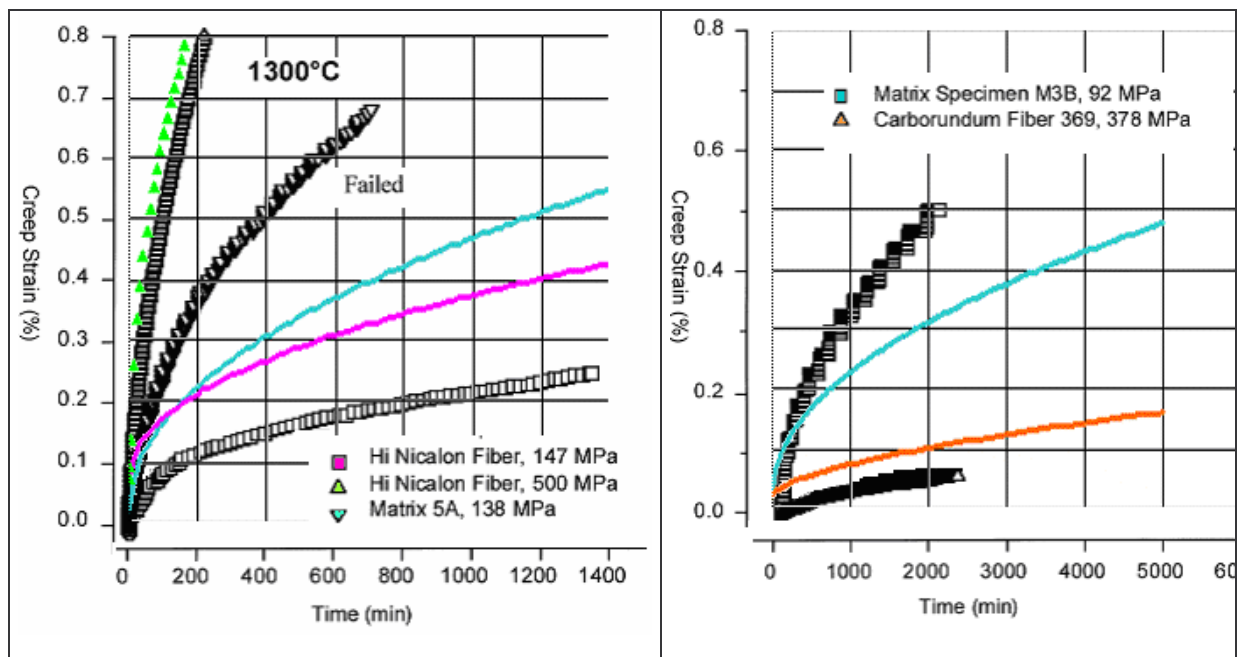 0.8
0.7
0.6
0.5
0.4
0.3
0.2
0.1
0.0
Creep Strain (%)
1300°C
Failed
Hi Nicalon Fiber, 147 MPa
Hi Nicalon Fiber, 500 MPa
Matrix 5A, 138 MPa
0 200 400 600 800 1000 1200 1400
Time (min)
0.8
0.6
0.4
0.2
0.0
Creep Strain (%)
Matrix Specimen M3B, 92 MPa
Carborundum Fiber 369, 378 MPa
0 1000 2000 3000 4000 5000
Time (min)